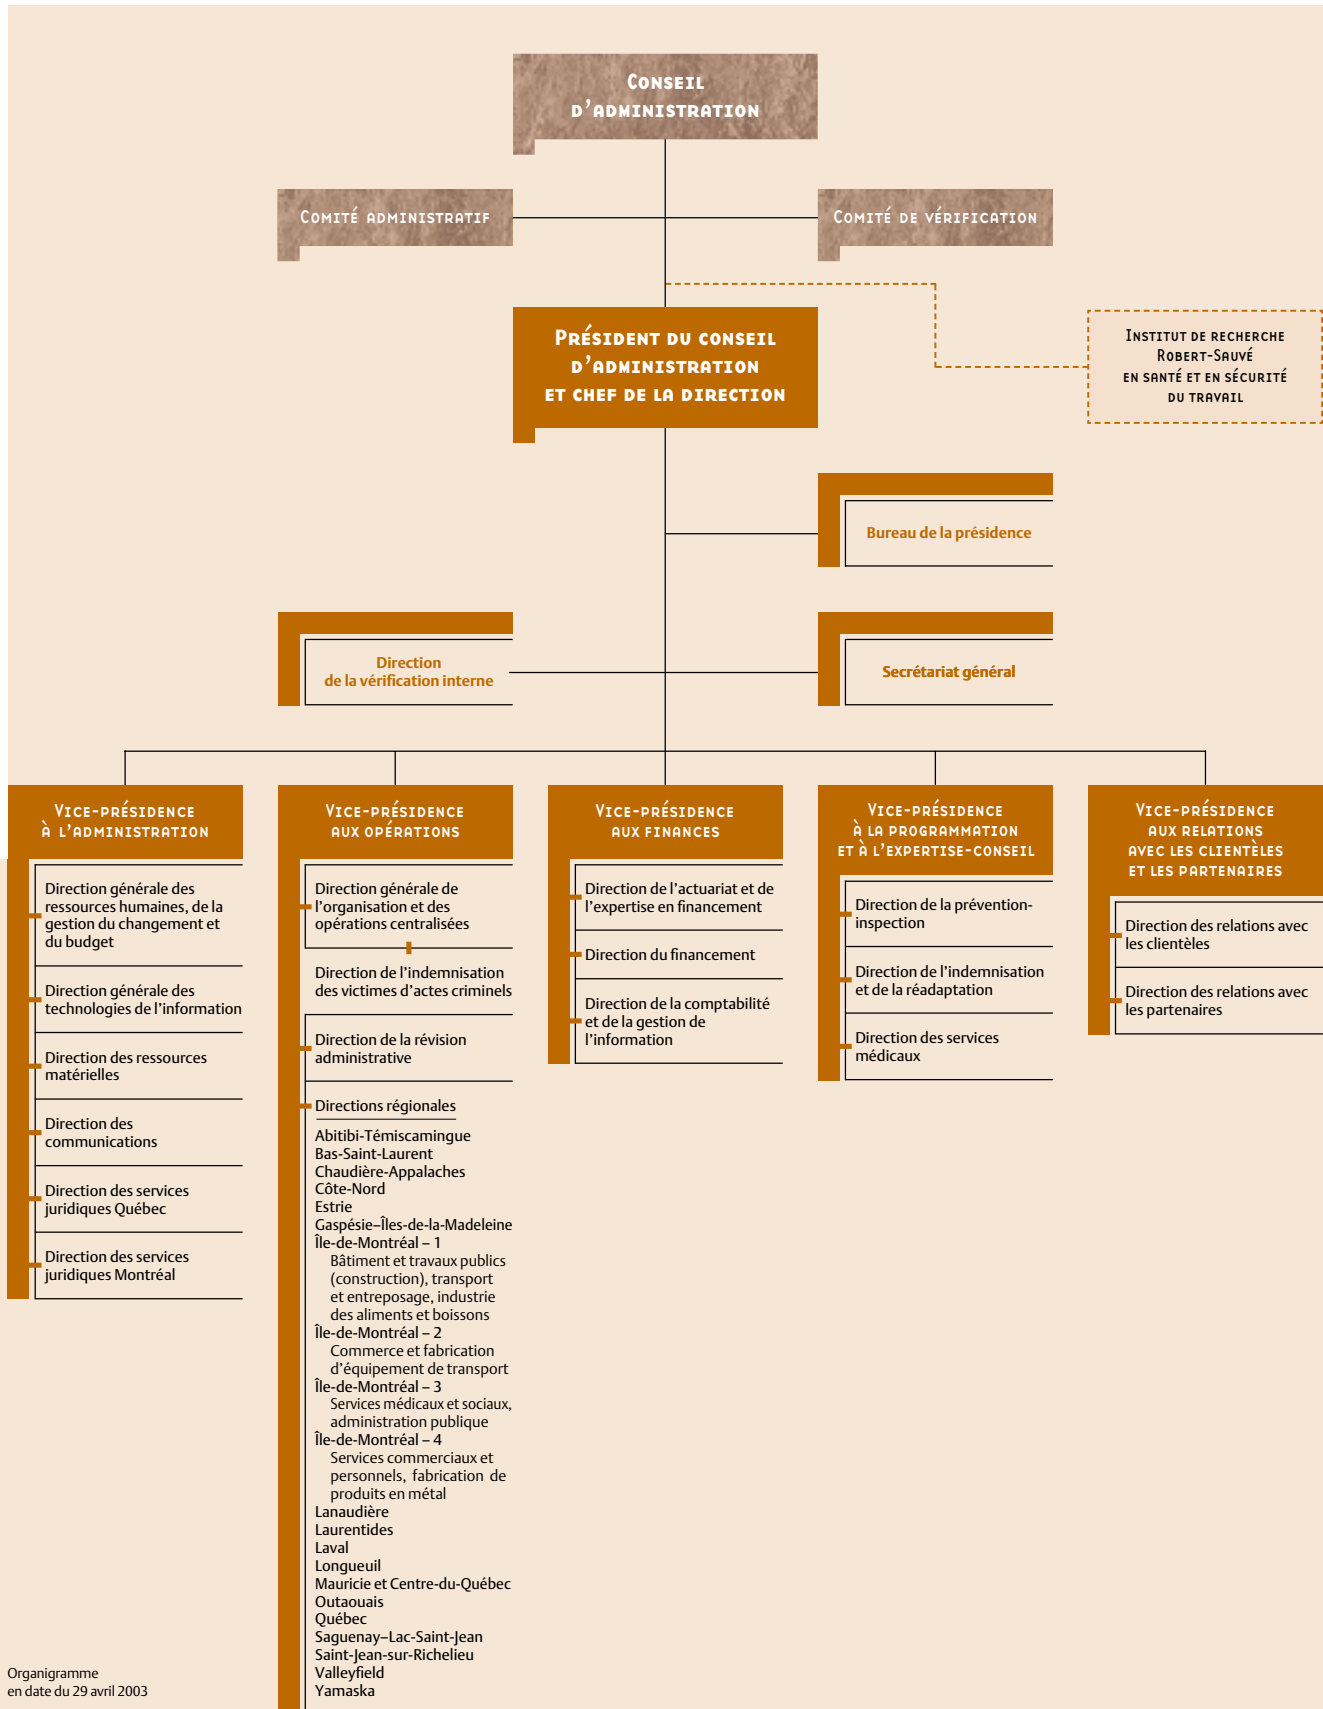 CONSEIL
D'ADMINISTRATION
COMITÉ ADMINISTRATIF
COMITÉ DE VÉRIFICATION
PRÉSIDENT DU CONSEIL
D'ADMINISTRATION
ET CHEF DE LA DIRECTION
INSTITUT DE RECHERCHE
ROBERT-SAUVÉ
EN SANTÉ ET EN SÉCURITÉ
DU TRAVAIL
Bureau de la présidence
Direction
de la vérification interne
Secrétariat général
VICE-PRÉSIDENCE
À L'ADMINISTRATION
Direction générale des
ressources humaines, de la
gestion du changement et
du budget
Direction générale des
technologies de l'information
Direction des ressources
matérielles
Direction des
communications
Direction des services
juridiques Québec
Direction des services
juridiques Montréal
VICE-PRÉSIDENCE
AUX OPÉRATIONS
Direction générale de
l'organisation et des
opérations centralisées
Direction de l'indemnisation
des victimes d'actes criminels
Direction de la révision
administrative
Directions régionales
Abitibi-Témiscamingue
Bas-Saint-Laurent
Chaudière-Appalaches
Côte-Nord
Estrie
Gaspésie–Îles-de-la-Madeleine
Île-de-Montréal – 1
Bâtiment et travaux publics
(construction), transport
et entreposage, industrie
des aliments et boissons
Île-de-Montréal – 2
Commerce et fabrication
d'équipement de transport
Île-de-Montréal – 3
Services médicaux et sociaux,
administration publique
Île-de-Montréal – 4
Services commerciaux et
personnels, fabrication de
produits en métal
Lanaudière
Laurentides
Laval
Longueuil
Mauricie et Centre-du-Québec
Outaouais
Québec
Saguenay–Lac-Saint-Jean
Saint-Jean-sur-Richelieu
Valleyfield
Yamaska
VICE-PRÉSIDENCE
AUX FINANCES
Direction de l'actuariat et de
l'expertise en financement
Direction du financement
Direction de la comptabilité
et de la gestion de
l'information
VICE-PRÉSIDENCE
À LA PROGRAMMATION
ET À L'EXPERTISE-CONSEIL
Direction de la prévention-
inspection
Direction de l'indemnisation
et de la réadaptation
Direction des services
médicaux
VICE-PRÉSIDENCE
AUX RELATIONS
AVEC LES CLIENTÈLES
ET LES PARTENAIRES
Direction des relations avec
les clientèles
Direction des relations avec
les partenaires
Organigramme
en date du 29 avril 2003